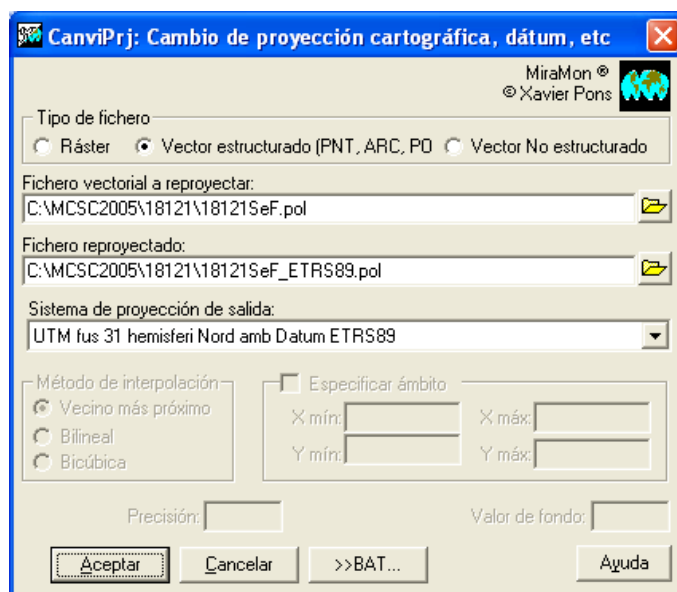 CanviPrj: Cambio de proyección cartográfica, dátum, etc
MiraMon ®
© Xavier Pons
Tipo de fichero
Ráster
Vector estructurado (PNT, ARC, PO
Vector No estructurado
Fichero vectorial a reproyectar:
C:\MCSC2005\18121\18121SeF.pol
Fichero reproyectado:
C:\MCSC2005\18121\18121SeF_ETRS89.pol
Sistema de proyección de salida:
UTM fus 31 hemisferi Nord amb Datum ETRS89
Método de interpolación
Vecino más próximo
Bilineal
Bicúbica
Especificar ámbito
X mín:
X máx:
Y mín:
Y máx:
Precisión:
Valor de fondo:
Aceptar
Cancelar
>>BAT...
Ayuda